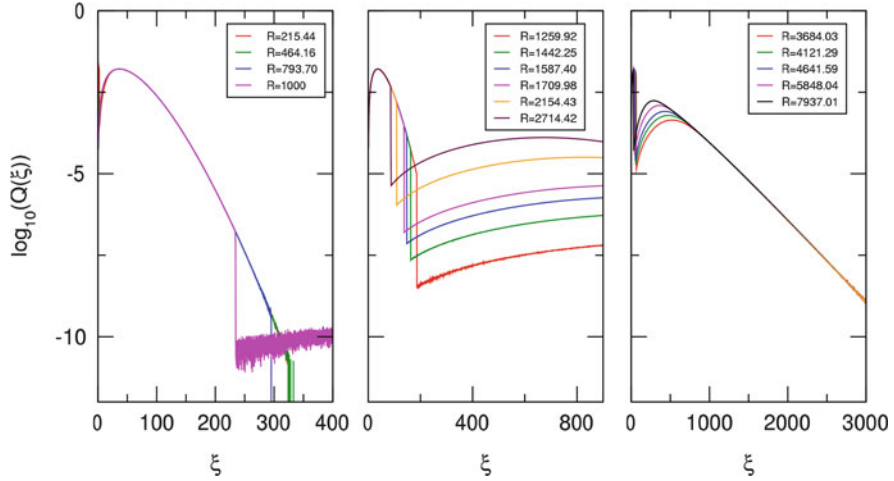 R=215.44
R=464.16
R=793.70
R=1000
R=1259.92
R=1442.25
R=1587.40
R=1709.98
R=2154.43
R=2714.42
R=3684.03
R=4121.29
R=4641.59
R=5848.04
R=7937.01
log10(Q(ξ))
0
-5
-10
0 100 200 300 400
0 400 800
0 1000 2000 3000
ξ ξ ξ